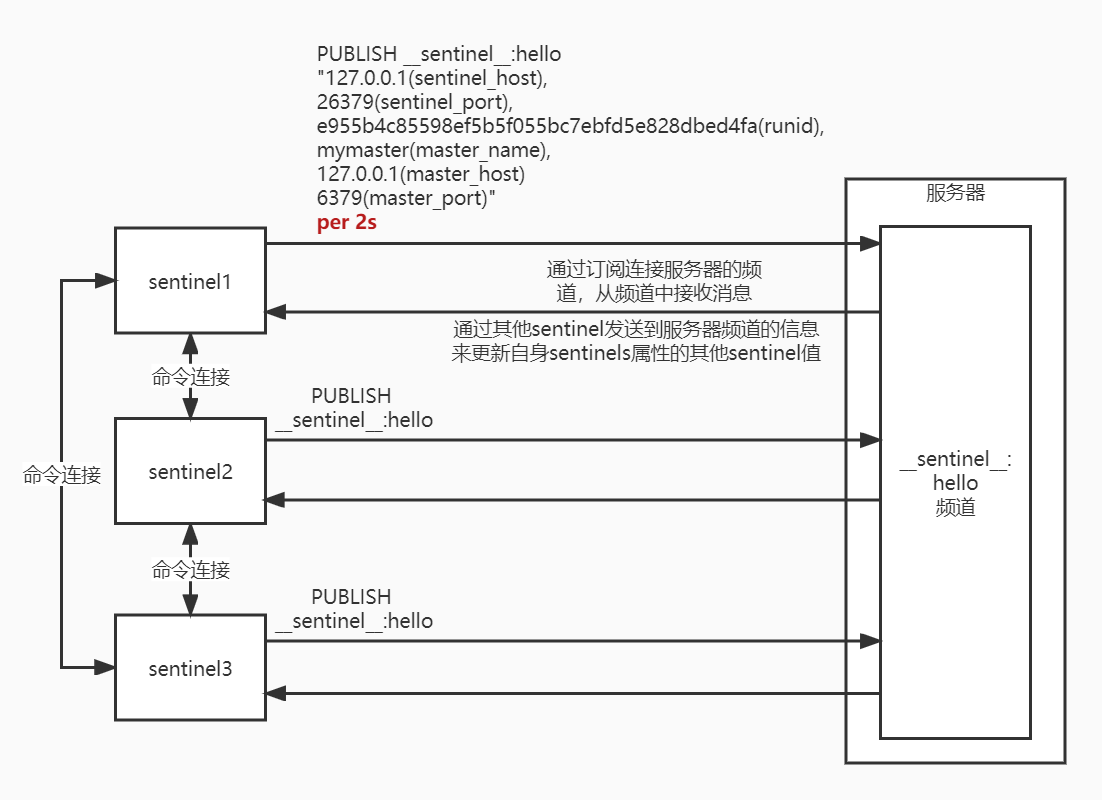 PUBLISH __sentinel__:hello
"127.0.0.1(sentinel_host),
26379(sentinel_port),
e955b4c85598ef5b5f055bc7ebfd5e828dbed4fa(runid),
mymaster(master_name),
127.0.0.1(master_host)
6379(master_port)"
per 2s
服务器
sentinel1
通过订阅连接服务器的频
道，从频道中接收消息
通过其他sentinel发送到服务器频道的信息
来更新自身sentinels属性的其他sentinel值
命令连接
PUBLISH
__sentinel__:hello
sentinel2
命令连接
__sentinel__:
hello
频道
命令连接
PUBLISH
__sentinel__:hello
sentinel3